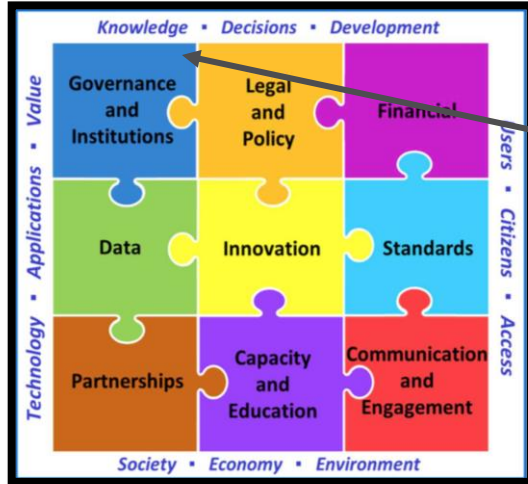 Knowledge ▪ Decisions ▪ Development
Technology ▪ Applications ▪ Value
Governance
and
Institutions
Legal
and
Policy
Financial
Data
Innovation
Standards
Partnerships
Capacity
and
Education
Communication
and
Engagement
Users ▪ Citizens ▪ Access
Society ▪ Economy ▪ Environment